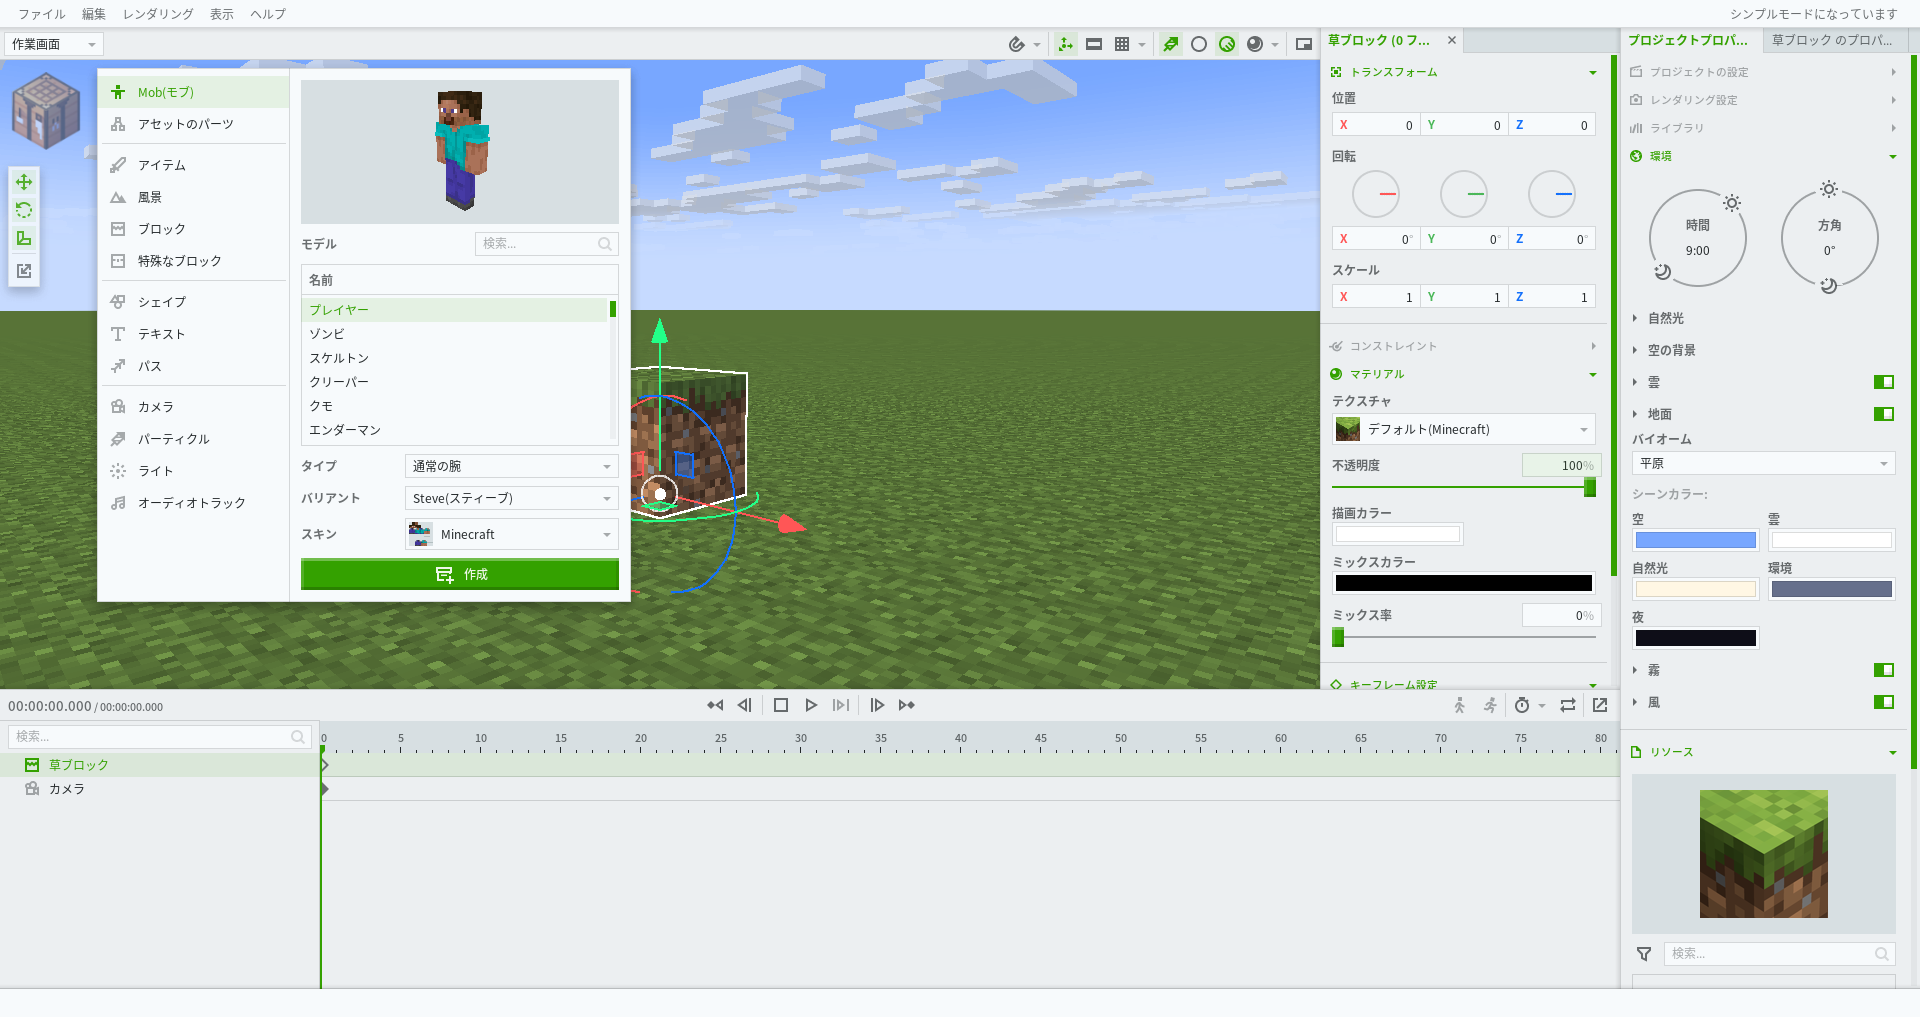 ファイル 編集 レンダリング 表示 ヘルプ シンプルモードになっています
作業画面
Mob(モブ)
アセットのパーツ
アイテム
風景
ブロック
特殊なブロック
シェイプ
テキスト
パス
カメラ
パーティクル
ライト
オーディオトラック
モデル 検索...
名前
プレイヤー
ゾンビ
スケルトン
クリーパー
クモ
エンダーマン
タイプ 通常の腕
バリアント Steve(スティーブ)
スキン Minecraft
作成
草ブロック (0 フ...
トランスフォーム
位置
X 0 Y 0 Z 0
回転
X 0° Y 0° Z 0°
スケール
X 1 Y 1 Z 1
コンストレイント
マテリアル
テクスチャ
デフォルト(Minecraft)
不透明度 100%
描画カラー
ミックスカラー
ミックス率 0%
キーフレーム設定
プロジェクトプロパ... 草ブロック のプロパ...
プロジェクトの設定
レンダリング設定
ライブラリ
環境
時間 方角
9:00 0°
自然光
空の背景
雲
地面
バイオーム
平原
シーンカラー:
空 雲
自然光 環境
夜
霧
風
リソース
検索...
00:00:00.000 / 00:00:00.000
検索...
0 5 10 15 20 25 30 35 40 45 50 55 60 65 70 75 80
草ブロック
カメラ